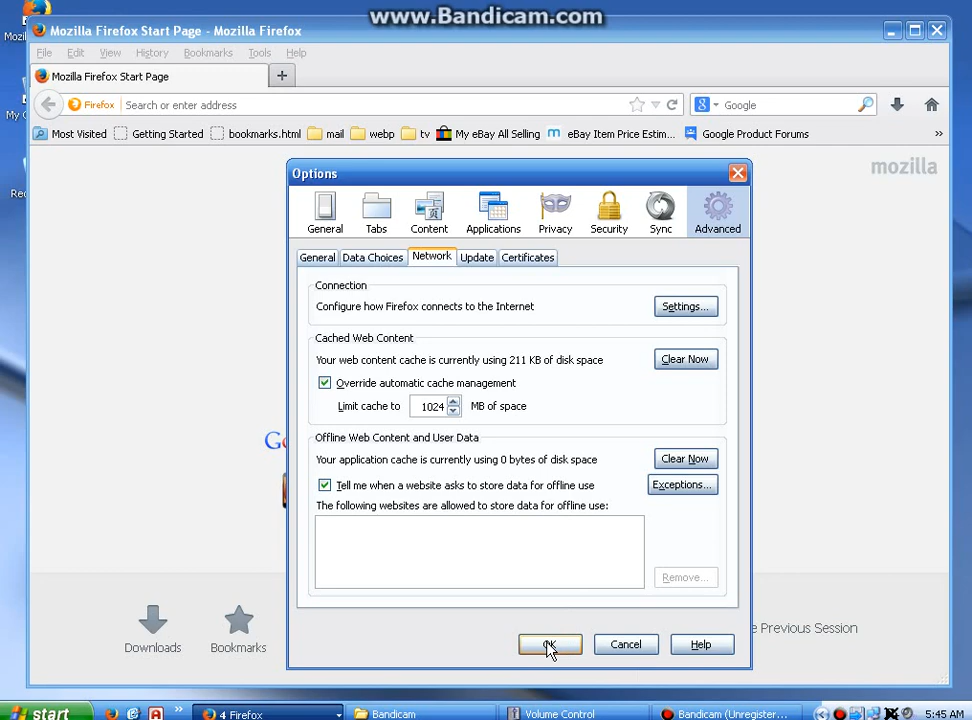 www.Bandicam.com
Mozilla Firefox Start Page - Mozilla Firefox
File Edit View History Bookmarks Tools Help
Mozilla Firefox Start Page
Firefox Search or enter address Google
Most Visited Getting Started bookmarks.html mail webp tv My eBay All Selling eBay Item Price Estim... Google Product Forums »
mozilla
Options
General Tabs Content Applications Privacy Security Sync Advanced
General Data Choices Network Update Certificates
Connection
Configure how Firefox connects to the Internet Settings...
Cached Web Content
Your web content cache is currently using 211 KB of disk space Clear Now
Override automatic cache management
Limit cache to 1024 MB of space
Offline Web Content and User Data
Your application cache is currently using 0 bytes of disk space Clear Now
Tell me when a website asks to store data for offline use Exceptions...
The following websites are allowed to store data for offline use:
Remove...
Downloads Bookmarks Previous Session
OK Cancel Help
start 4 Firefox Bandicam Volume Control Bandicam (Unregister... 5:45 AM